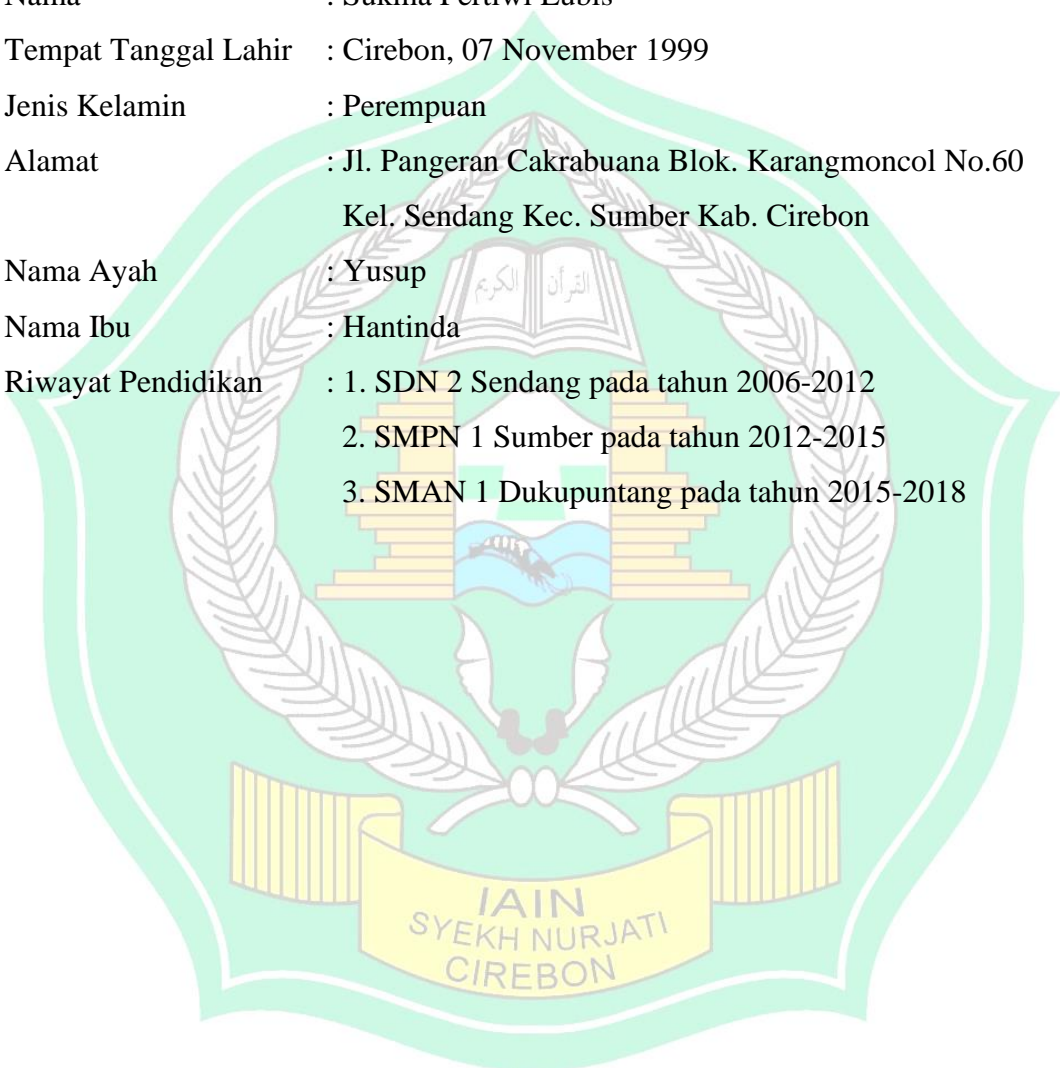 Tempat Tanggal Lahir : Cirebon, 07 November 1999
Jenis Kelamin : Perempuan
Alamat : Jl. Pangeran Cakrabuana Blok. Karangmoncol No.60
Kel. Sendang Kec. Sumber Kab. Cirebon
Nama Ayah : Yusup
القرآن الكريم
Nama Ibu : Hantinda
Riwayat Pendidikan : 1. SDN 2 Sendang pada tahun 2006-2012
2. SMPN 1 Sumber pada tahun 2012-2015
3. SMAN 1 Dukupuntang pada tahun 2015-2018
IAIN
SYEKH NURJATI
CIREBON